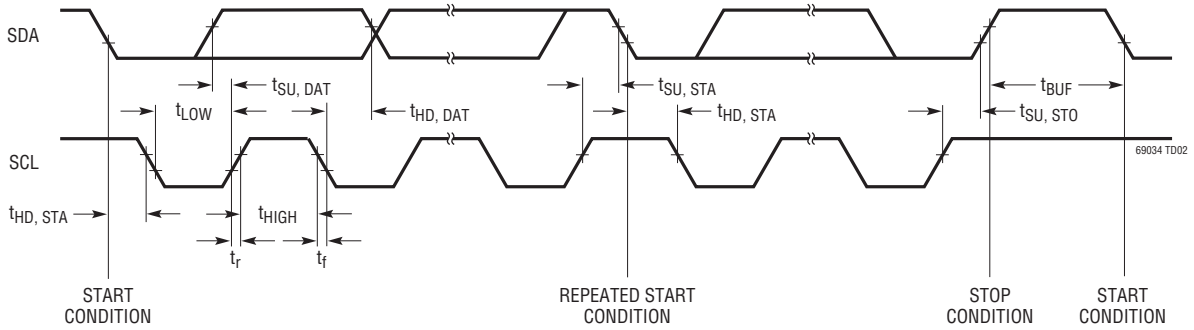 SDA
tSU, DAT
tSU, STA
tBUF
tLOW
tHD, DAT
tHD, STA
tSU, STO
SCL
69034 TD02
tHD, STA
tHIGH
tr
tf
START
CONDITION
REPEATED START
CONDITION
STOP
CONDITION
START
CONDITION